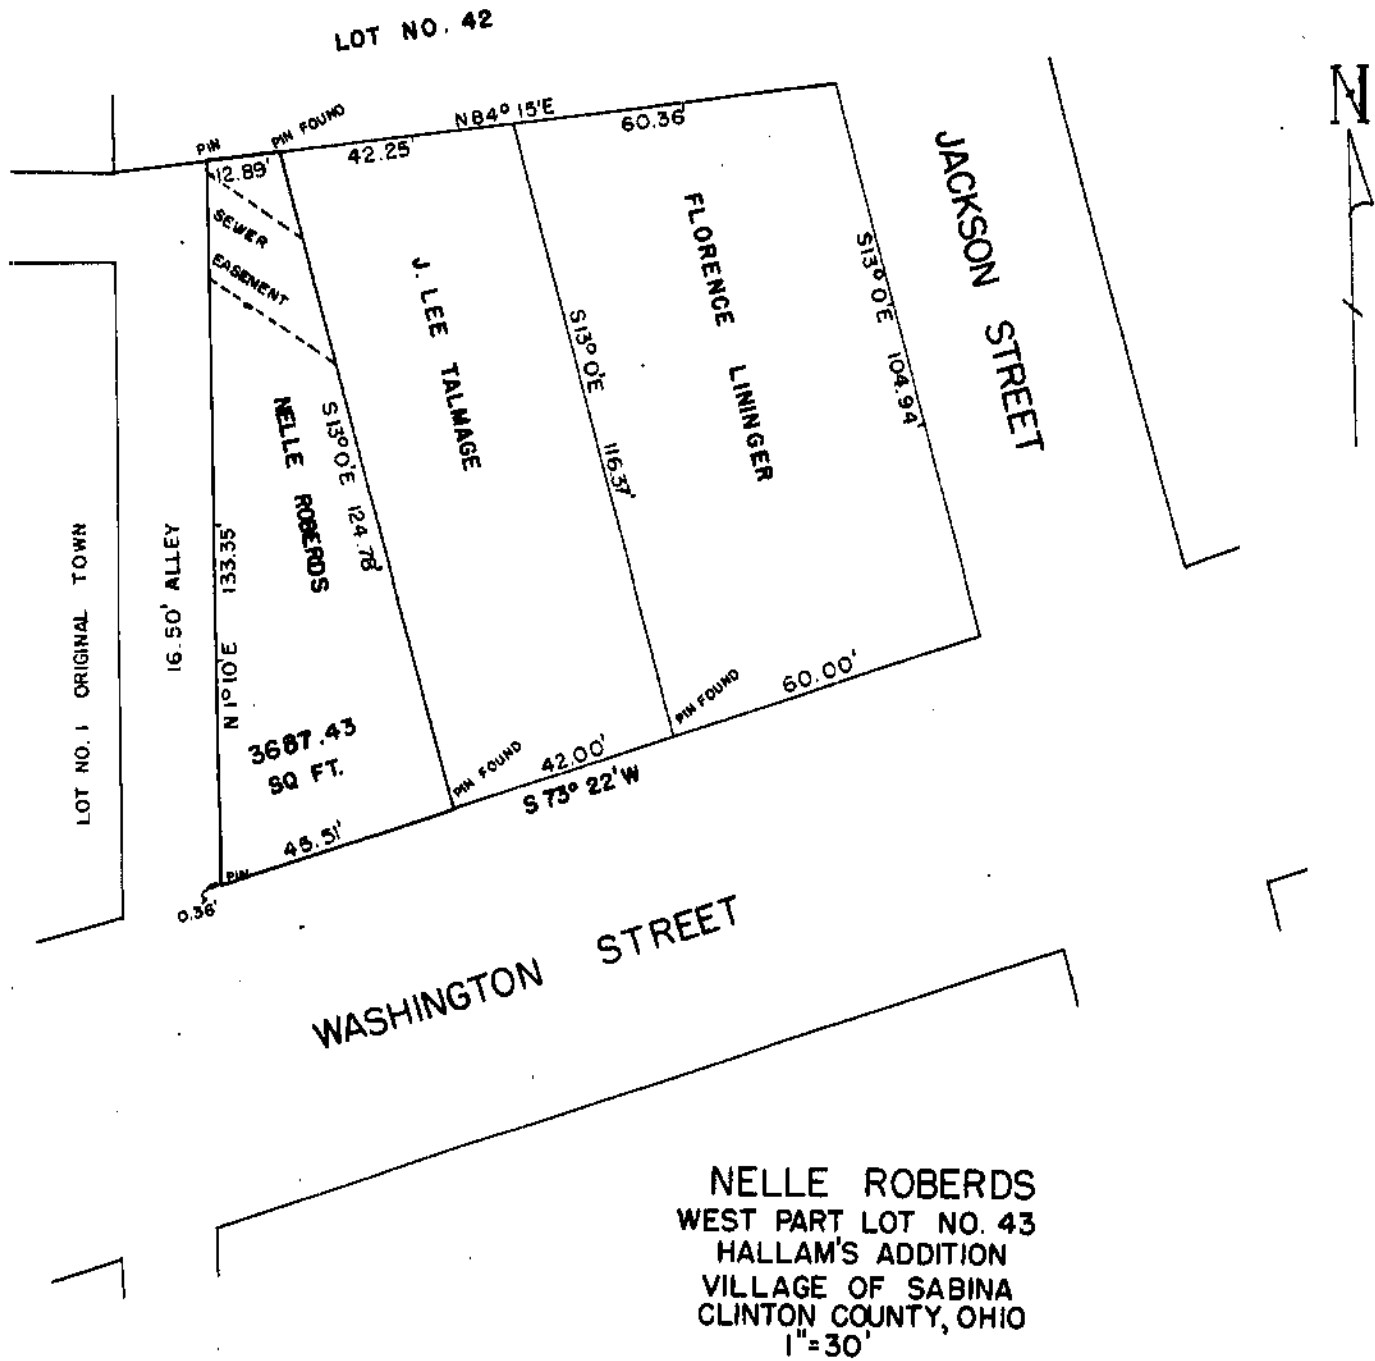 LOT NO. 42
N
PIN
PIN FOUND
N84° 15'E
12.89'
42.25'
60.36'
SEWER
EASEMENT
J. LEE TALMAGE
FLORENCE LININGER
JACKSON STREET
S13° 0'E 104.94'
S13° 0'E 116.37'
S13° 0'E 124.78'
NELLE ROBERDS
LOT NO. 1 ORIGINAL TOWN
16.50' ALLEY
N1° 10'E 133.35'
3687.43
SQ FT.
PIN FOUND
60.00'
PIN FOUND
42.00'
S 73° 22' W
45.51'
PIN
0.36'
WASHINGTON STREET
NELLE ROBERDS
WEST PART LOT NO. 43
HALLAM'S ADDITION
VILLAGE OF SABINA
CLINTON COUNTY, OHIO
1"=30'